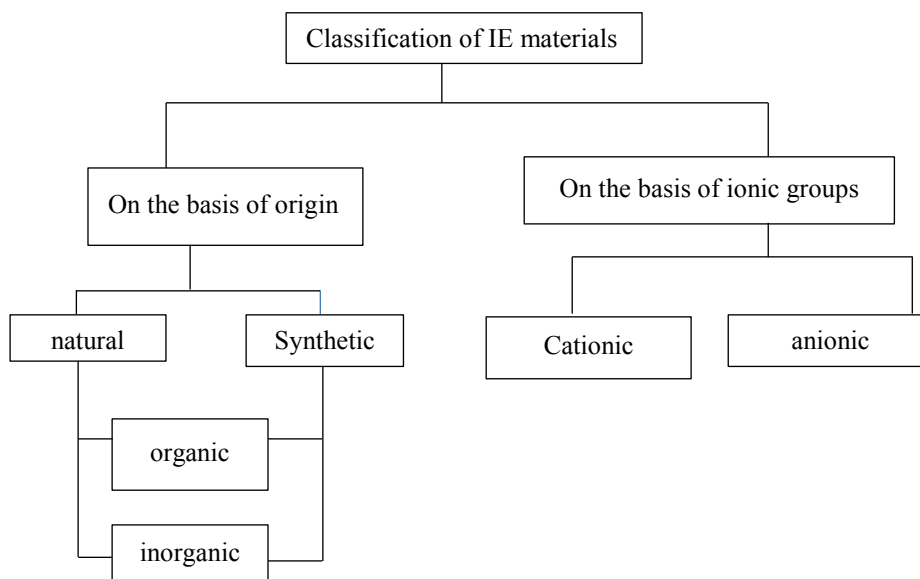 Classification of IE materials
On the basis of origin
On the basis of ionic groups
natural
Synthetic
Cationic
anionic
organic
inorganic